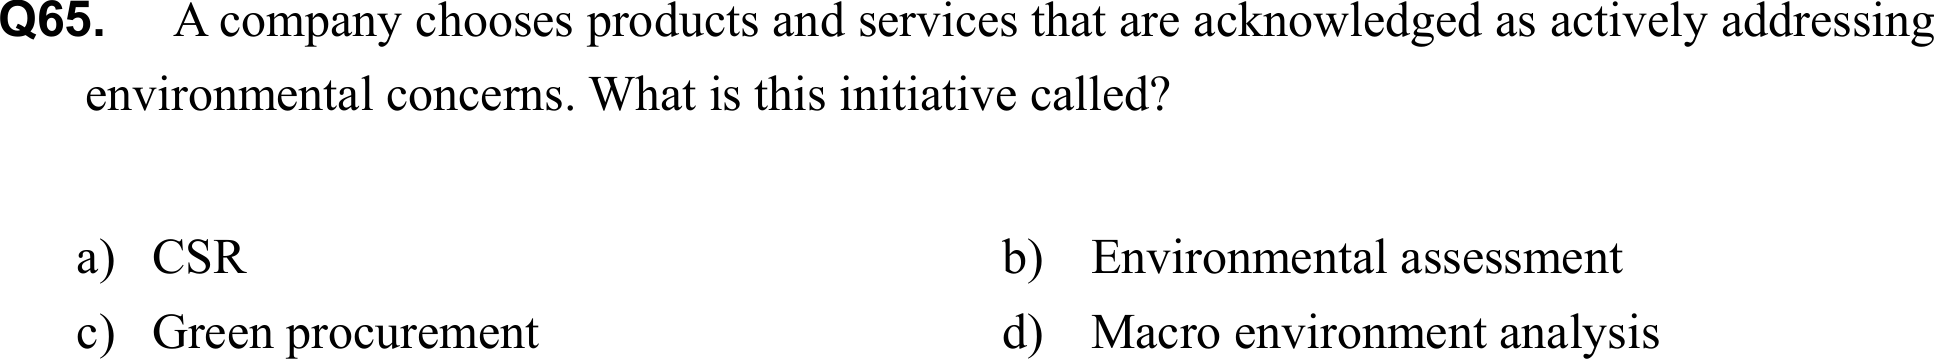 Q65. A company chooses products and services that are acknowledged as actively addressing
environmental concerns. What is this initiative called?
a) CSR b) Environmental assessment
c) Green procurement d) Macro environment analysis